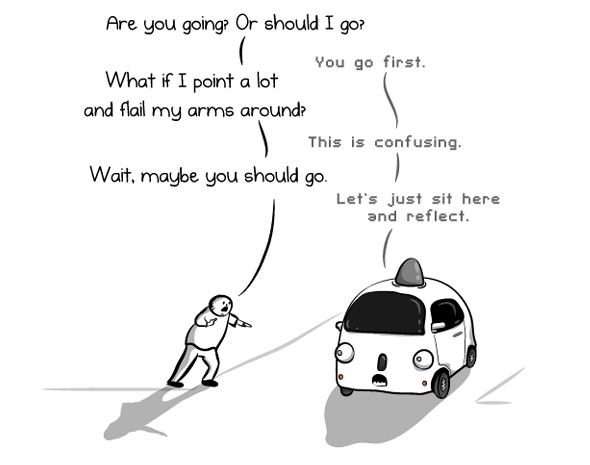 Are you going? Or should I go?
You go first.
What if I point a lot
and flail my arms around?
This is confusing.
Wait, maybe you should go.
Let's just sit here
and reflect.